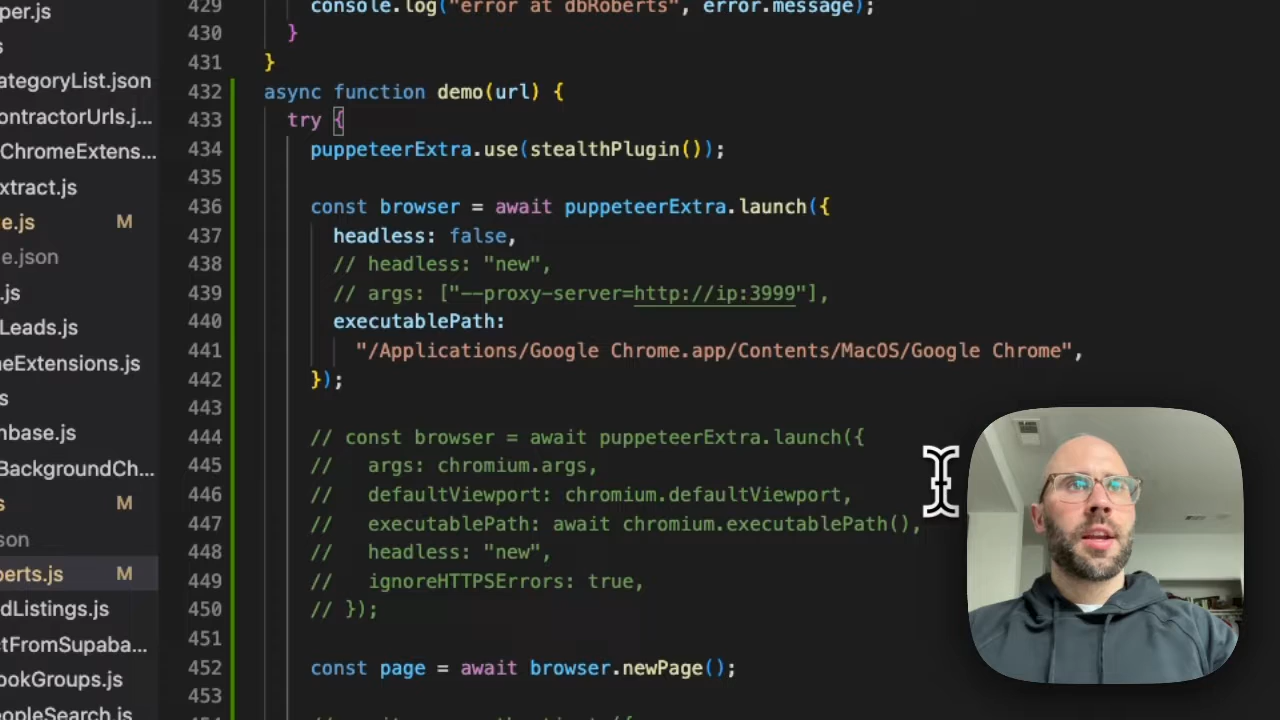 per.js
s
ategoryList.json
ontractorUrls.j...
ChromeExtens...
xtract.js
e.js M
e.json
.js
Leads.js
eExtensions.js
s
nbase.js
BackgroundCh...
s M
son
perts.js M
dListings.js
tFromSupaba...
ookGroups.js
eopleSearch.js
429 console.log("error at dbRoberts", error.message);
430 }
431 }
432 async function demo(url) {
433 try {
434 puppeteerExtra.use(stealthPlugin());
435
436 const browser = await puppeteerExtra.launch({
437 headless: false,
438 // headless: "new",
439 // args: ["--proxy-server=http://ip:3999"],
440 executablePath:
441 "/Applications/Google Chrome.app/Contents/MacOS/Google Chrome",
442 });
443
444 // const browser = await puppeteerExtra.launch({
445 // args: chromium.args,
446 // defaultViewport: chromium.defaultViewport,
447 // executablePath: await chromium.executablePath(),
448 // headless: "new",
449 // ignoreHTTPSErrors: true,
450 // });
451
452 const page = await browser.newPage();
453